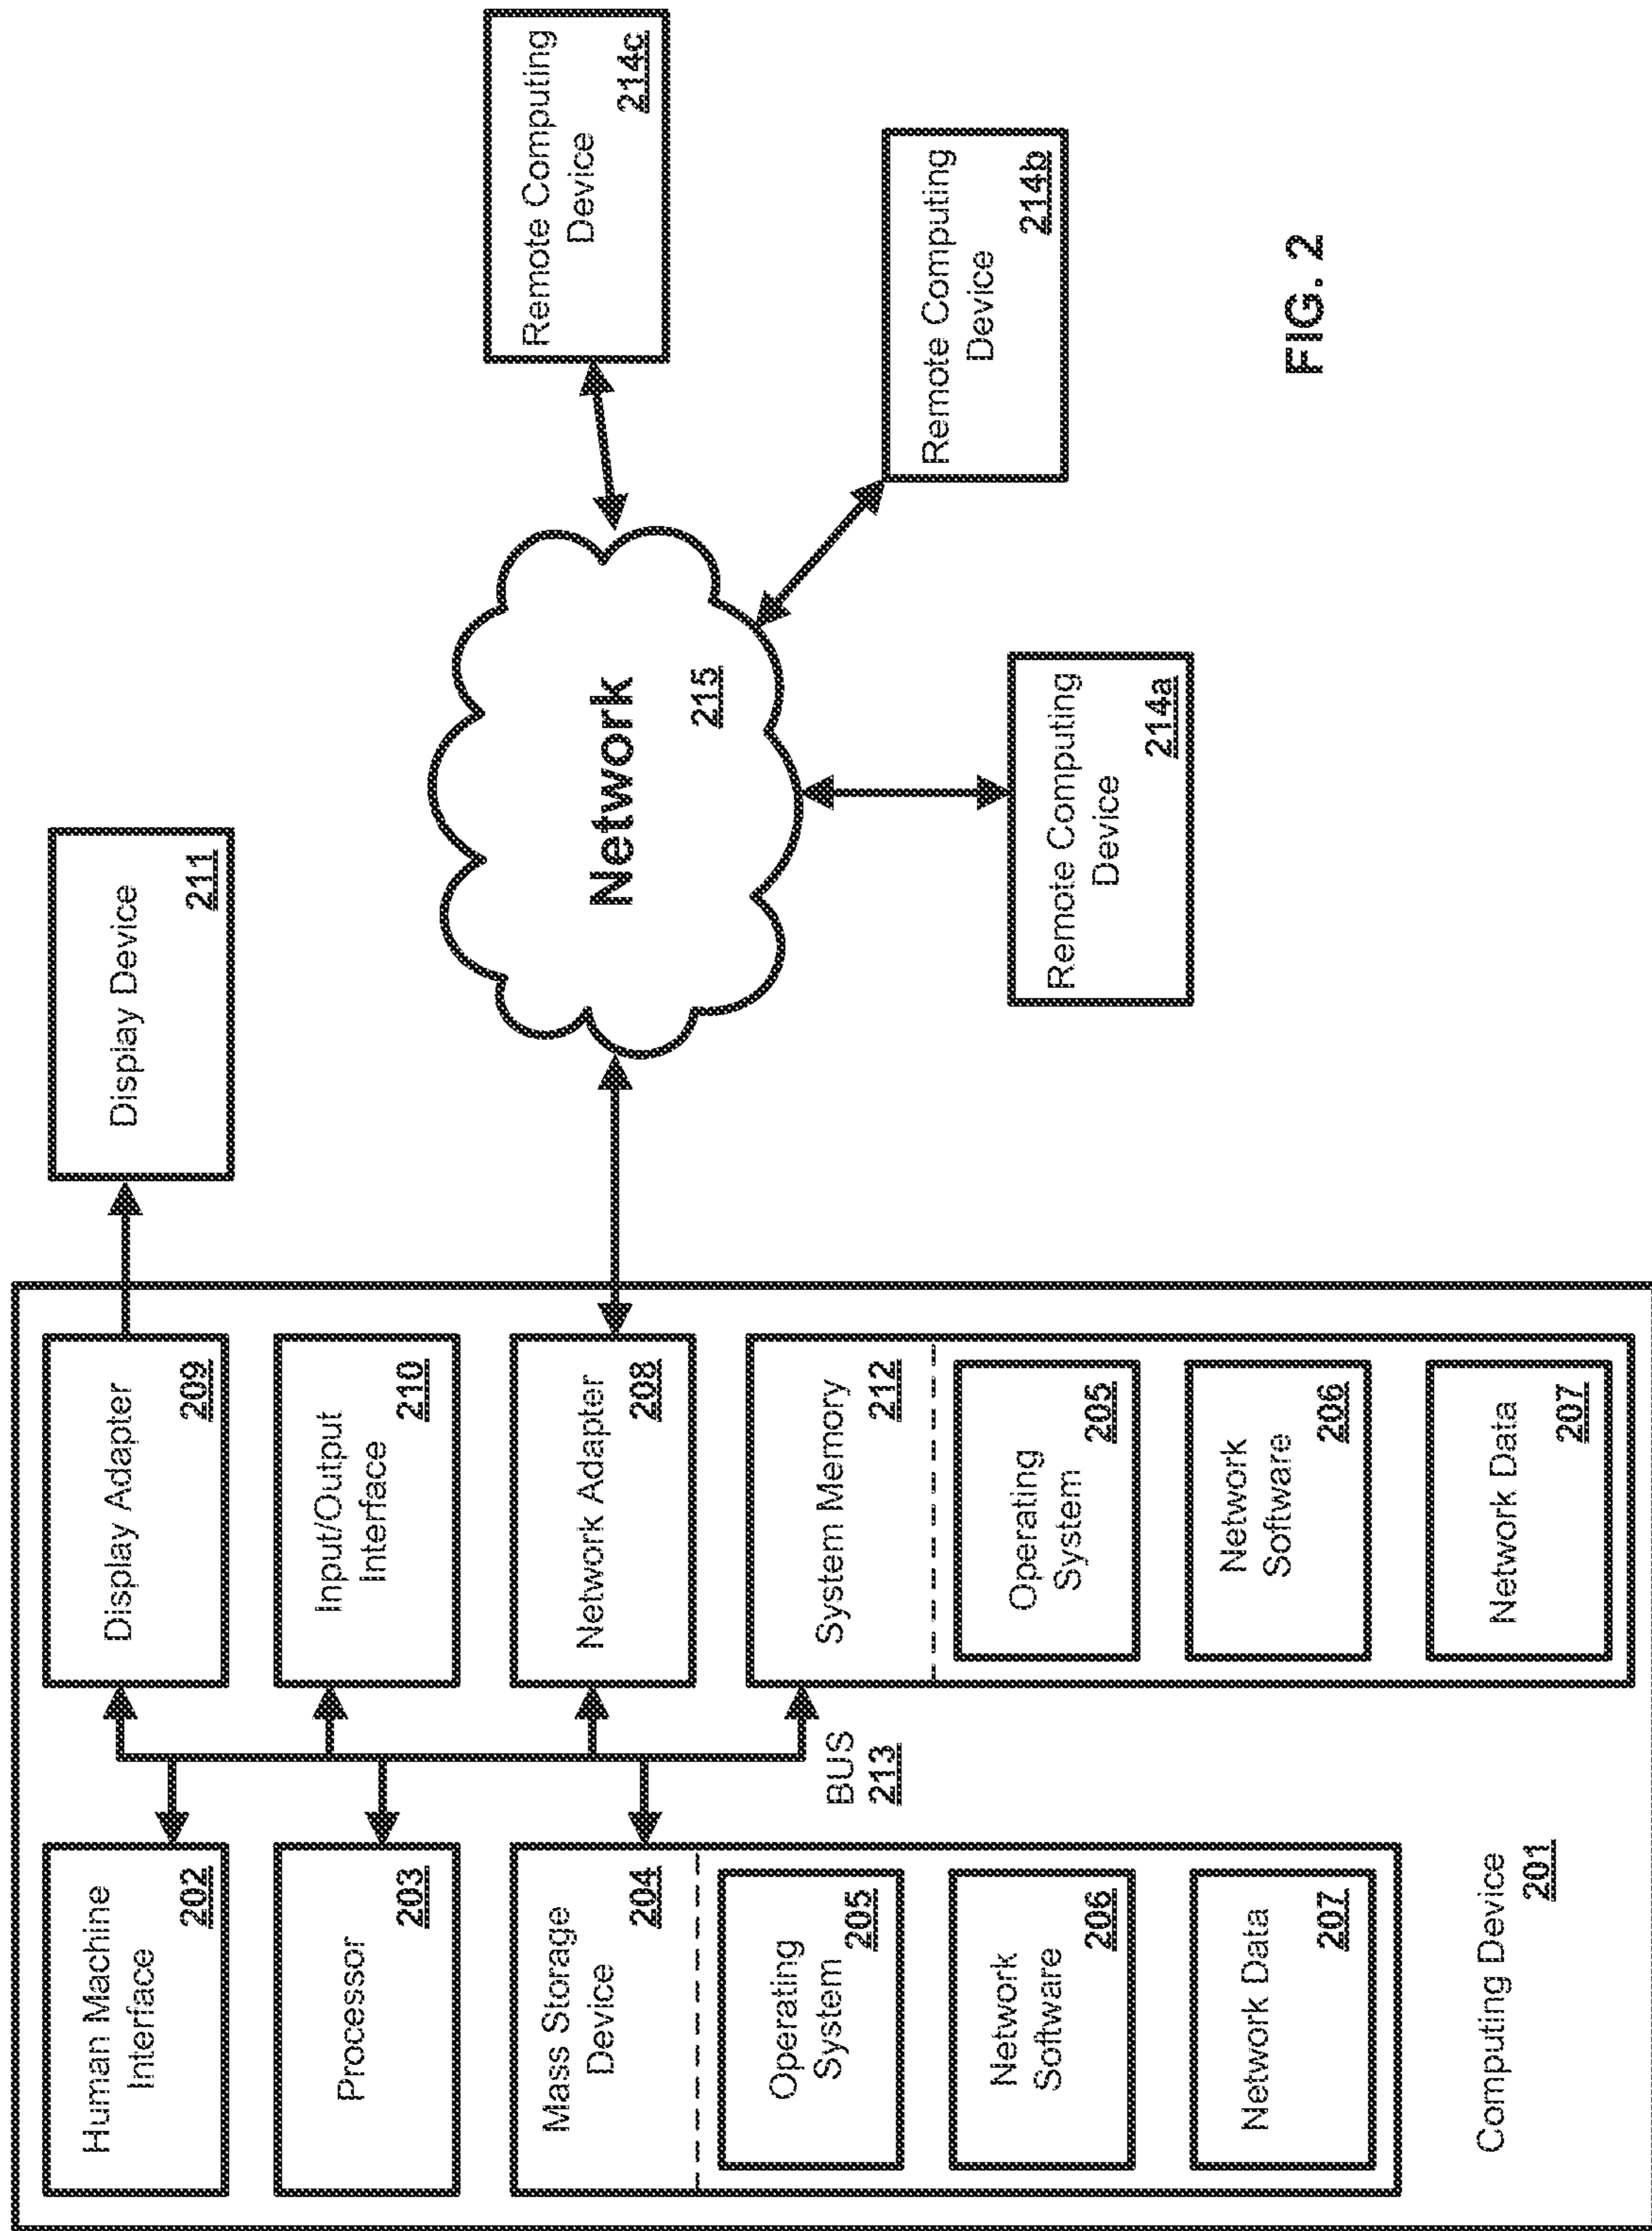 Human Machine
Interface
202
Processor
203
Mass Storage
Device
204
Operating
System
205
Network
Software
206
Network Data
207
Computing Device
201
BUS
213
Display Adapter
209
Input/Output
Interface
210
Network Adapter
208
System Memory
212
Operating
System
205
Network
Software
206
Network Data
207
Display Device
211
Network
215
Remote Computing
Device
214a
Remote Computing
Device
214b
Remote Computing
Device
214c
FIG. 2